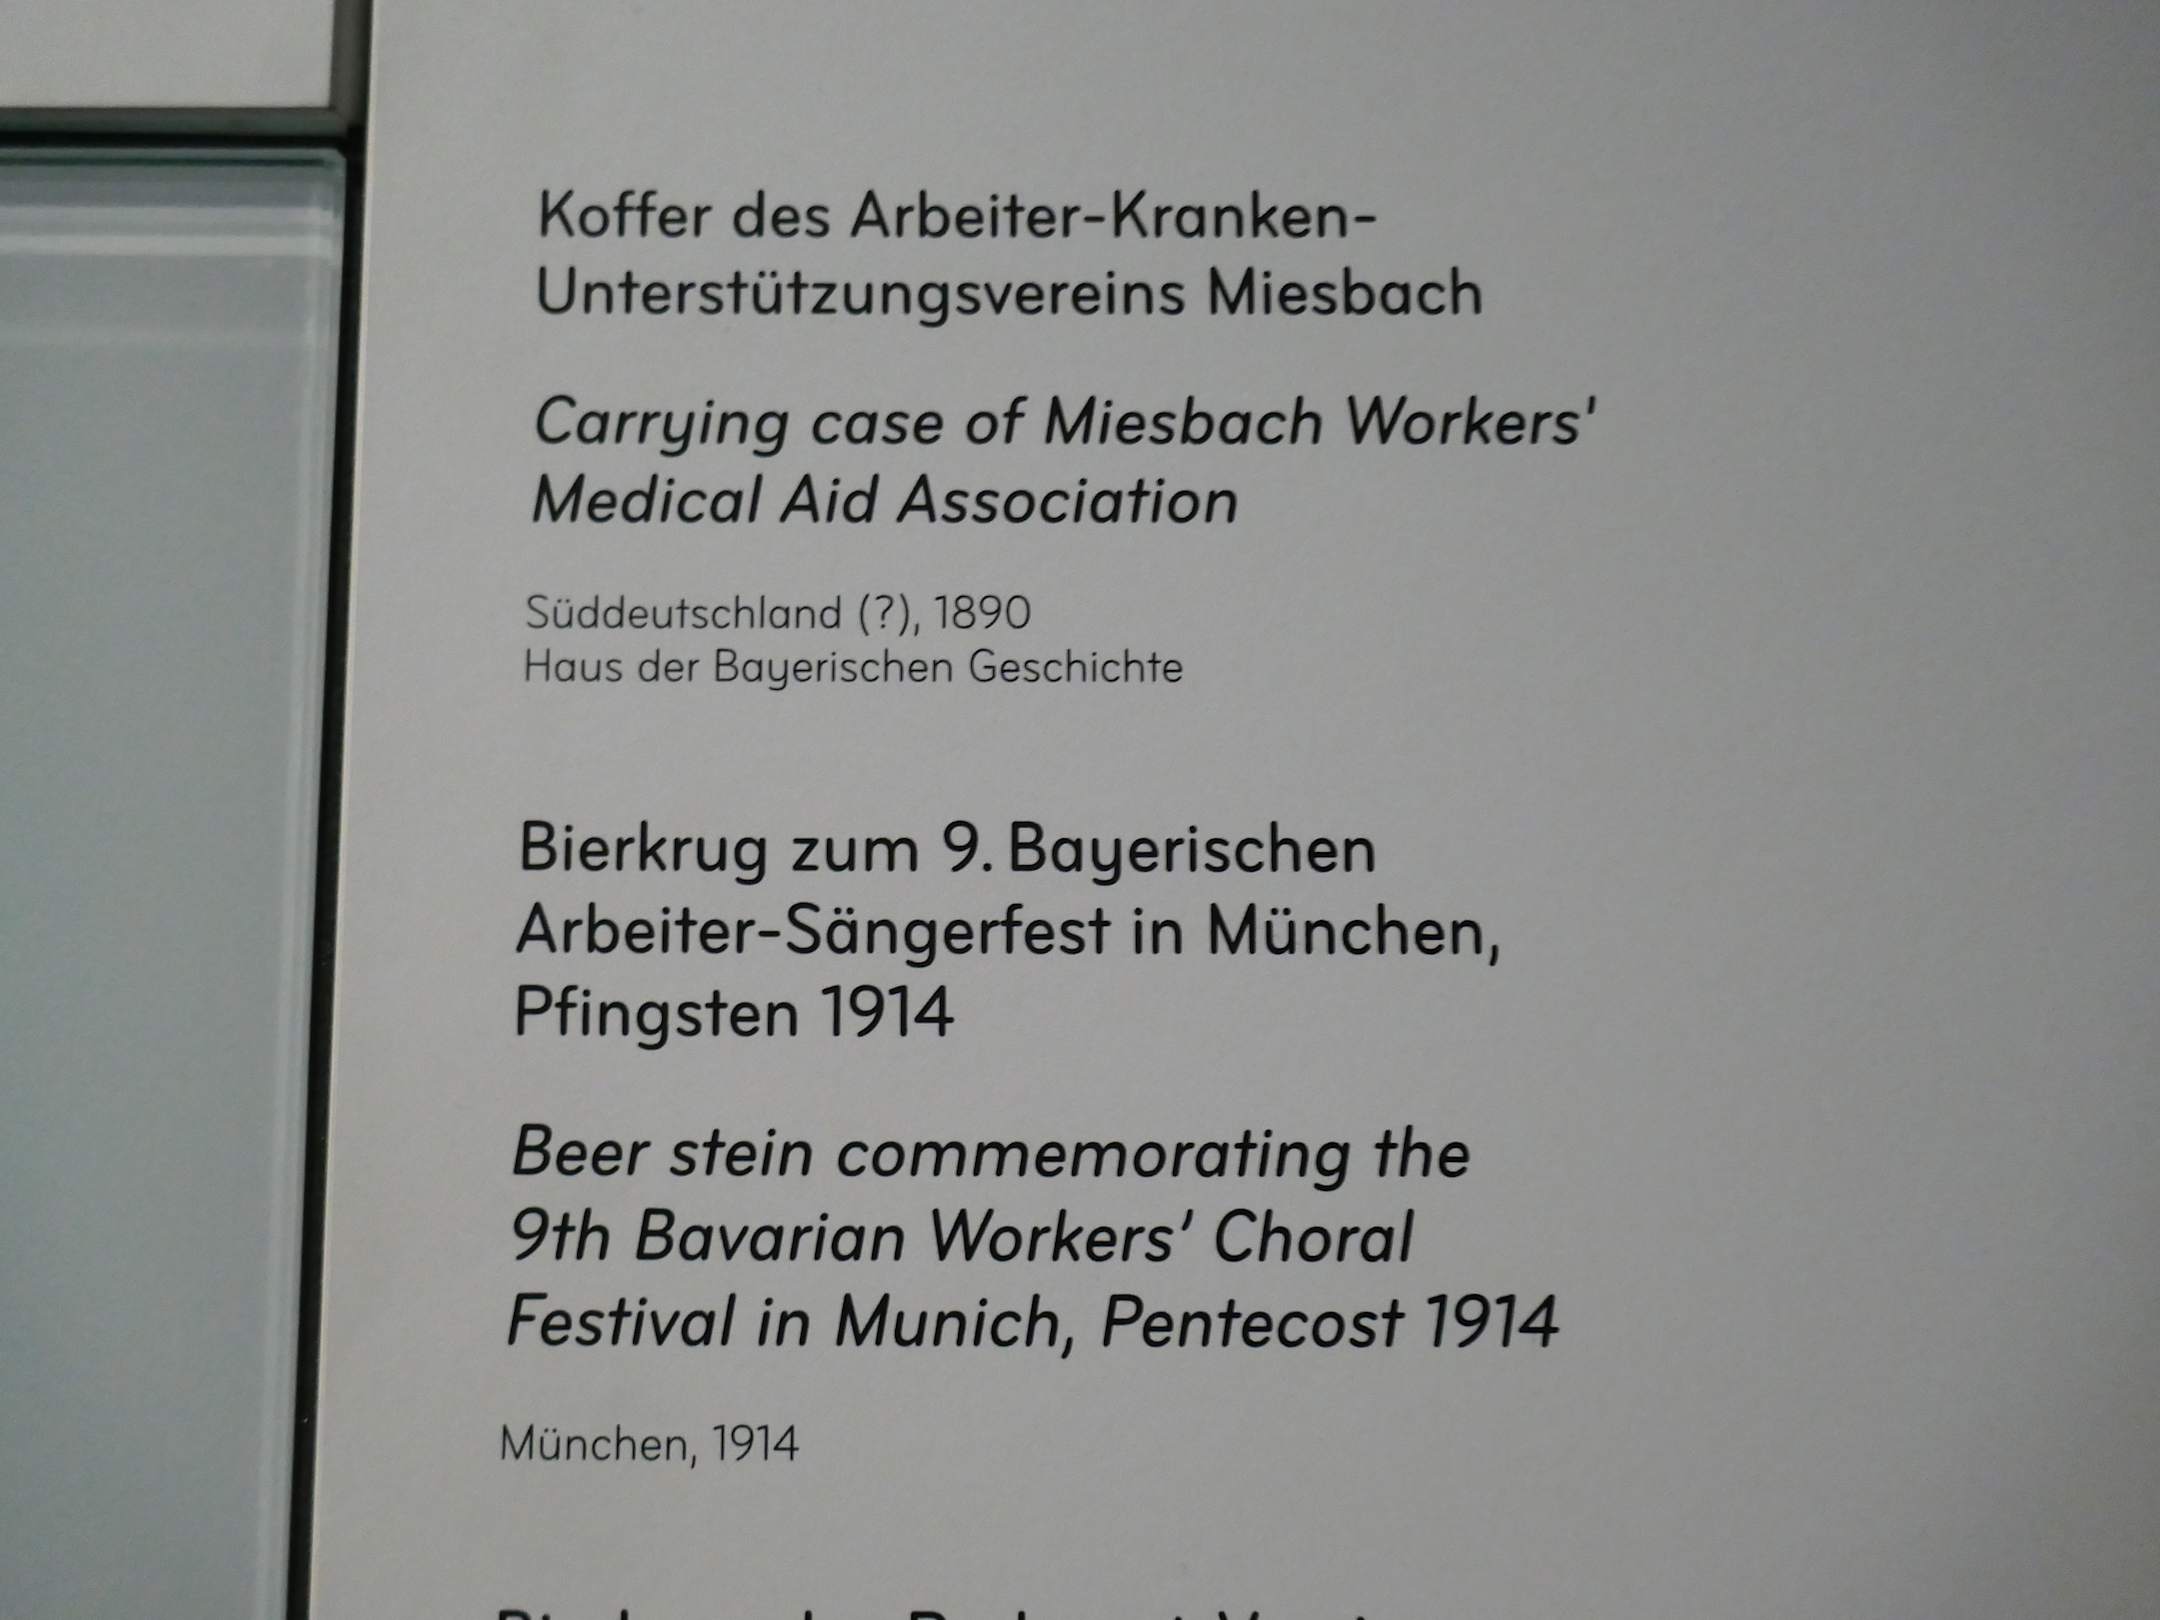 Koffer des Arbeiter-Kranken-
Unterstützungsvereins Miesbach
Carrying case of Miesbach Workers'
Medical Aid Association
Süddeutschland (?), 1890
Haus der Bayerischen Geschichte
Bierkrug zum 9. Bayerischen
Arbeiter-Sängerfest in München,
Pfingsten 1914
Beer stein commemorating the
9th Bavarian Workers’ Choral
Festival in Munich, Pentecost 1914
München, 1914